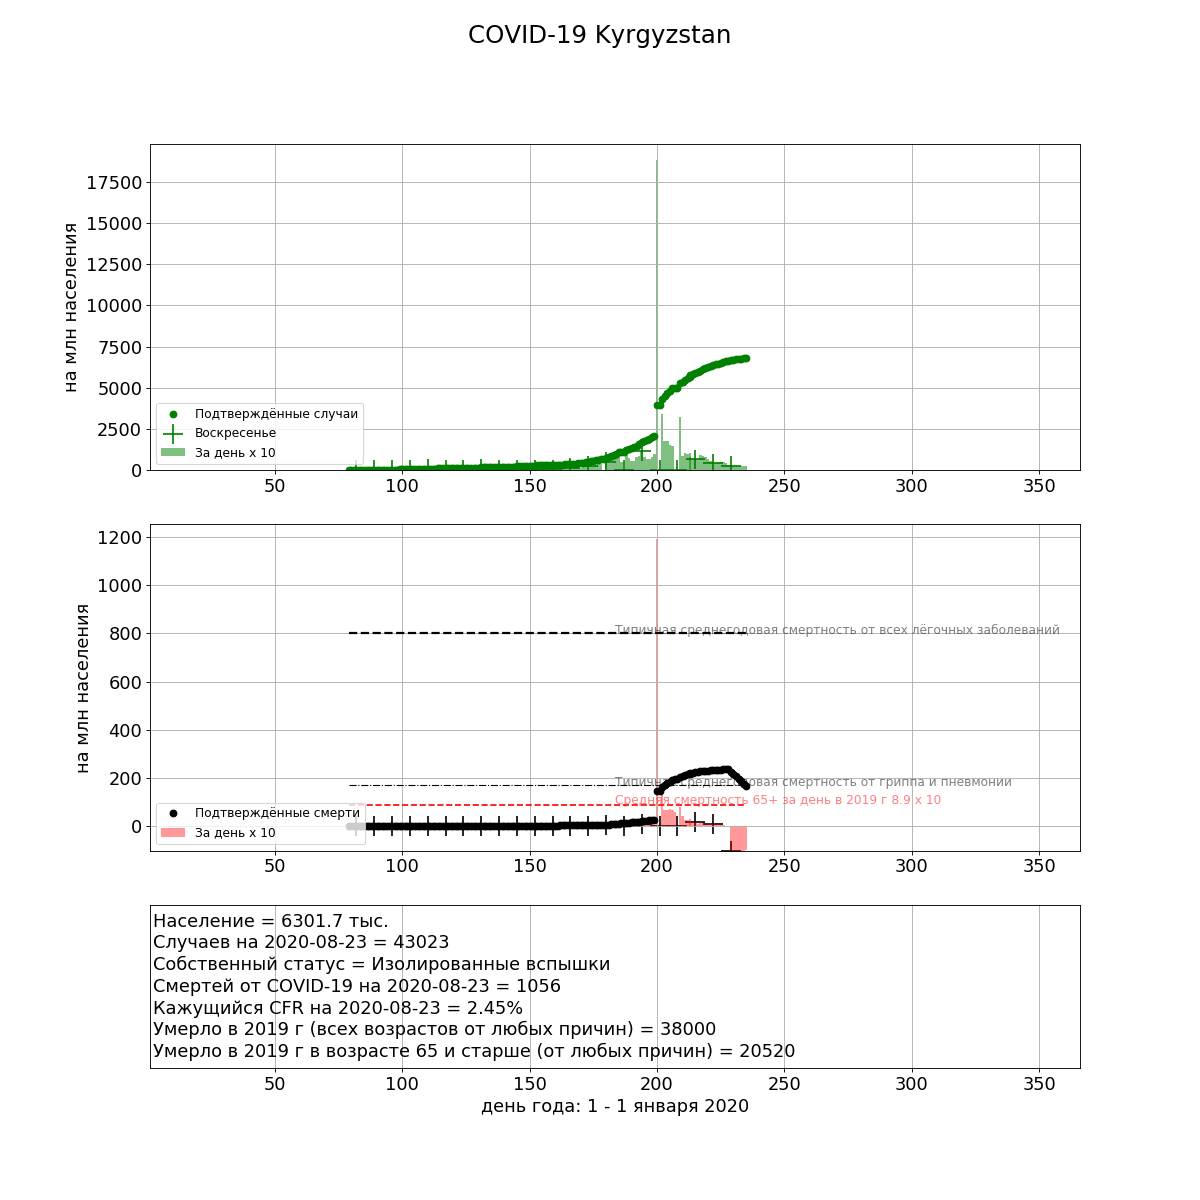 COVID-19 Kyrgyzstan
на млн населения
17500
15000
12500
10000
7500
5000
2500
0
Подтверждённые случаи
Воскресенье
За день x 10
50 100 150 200 250 300 350
на млн населения
1200
1000
800
600
400
200
0
Типичная среднегодовая смертность от всех лёгочных заболеваний
Типичная среднегодовая смертность от гриппа и пневмонии
Средняя смертность 65+ за день в 2019 г 8.9 x 10
Подтверждённые смерти
За день x 10
50 100 150 200 250 300 350
Население = 6301.7 тыс.
Случаев на 2020-08-23 = 43023
Собственный статус = Изолированные вспышки
Смертей от COVID-19 на 2020-08-23 = 1056
Кажущийся CFR на 2020-08-23 = 2.45%
Умерло в 2019 г (всех возрастов от любых причин) = 38000
Умерло в 2019 г в возрасте 65 и старше (от любых причин) = 20520
50 100 150 200 250 300 350
день года: 1 - 1 января 2020